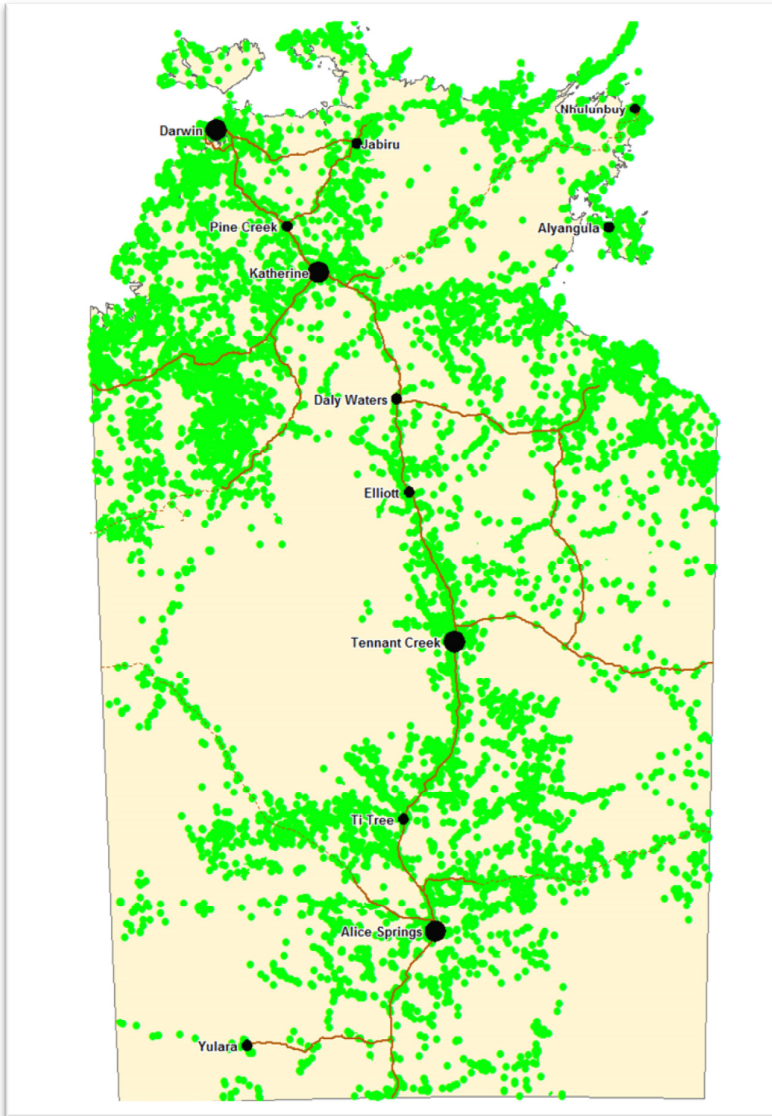 Nhulunbuy
Darwin
Jabiru
Pine Creek
Alyangula
Katherine
Daly Waters
Elliott
Tennant Creek
Ti Tree
Alice Springs
Yulara